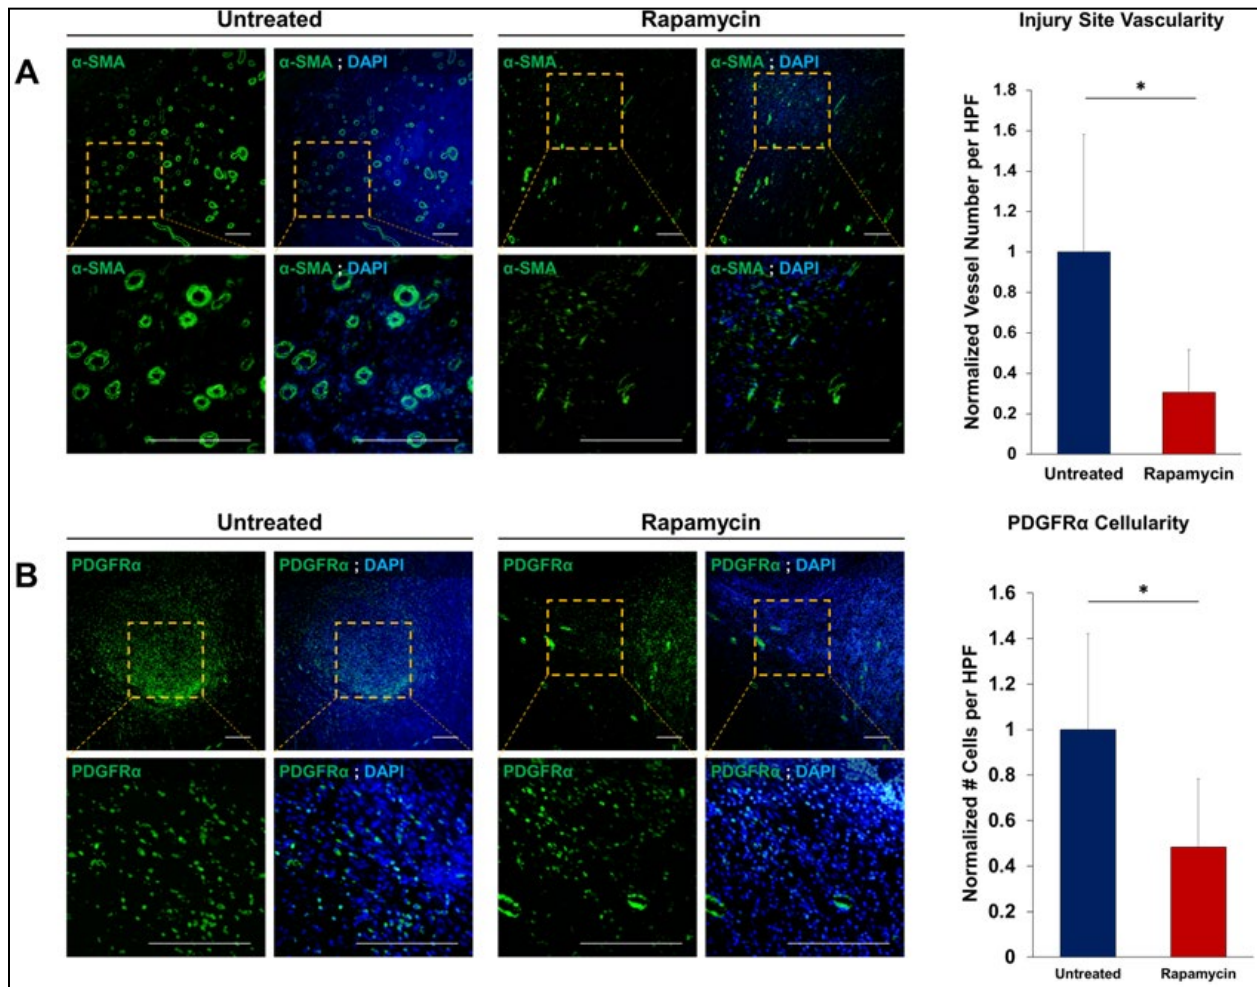 Untreated
Rapamycin
Injury Site Vascularity
A
α-SMA
α-SMA ; DAPI
α-SMA
α-SMA ; DAPI
α-SMA
α-SMA ; DAPI
α-SMA
α-SMA ; DAPI
Normalized Vessel Number per HPF
1.8
1.6
1.4
1.2
1
0.8
0.6
0.4
0.2
0
*
Untreated
Rapamycin
Untreated
Rapamycin
PDGFRα Cellularity
B
PDGFRα
PDGFRα ; DAPI
PDGFRα
PDGFRα ; DAPI
PDGFRα
PDGFRα ; DAPI
PDGFRα
PDGFRα ; DAPI
Normalized # Cells per HPF
1.6
1.4
1.2
1
0.8
0.6
0.4
0.2
0
*
Untreated
Rapamycin